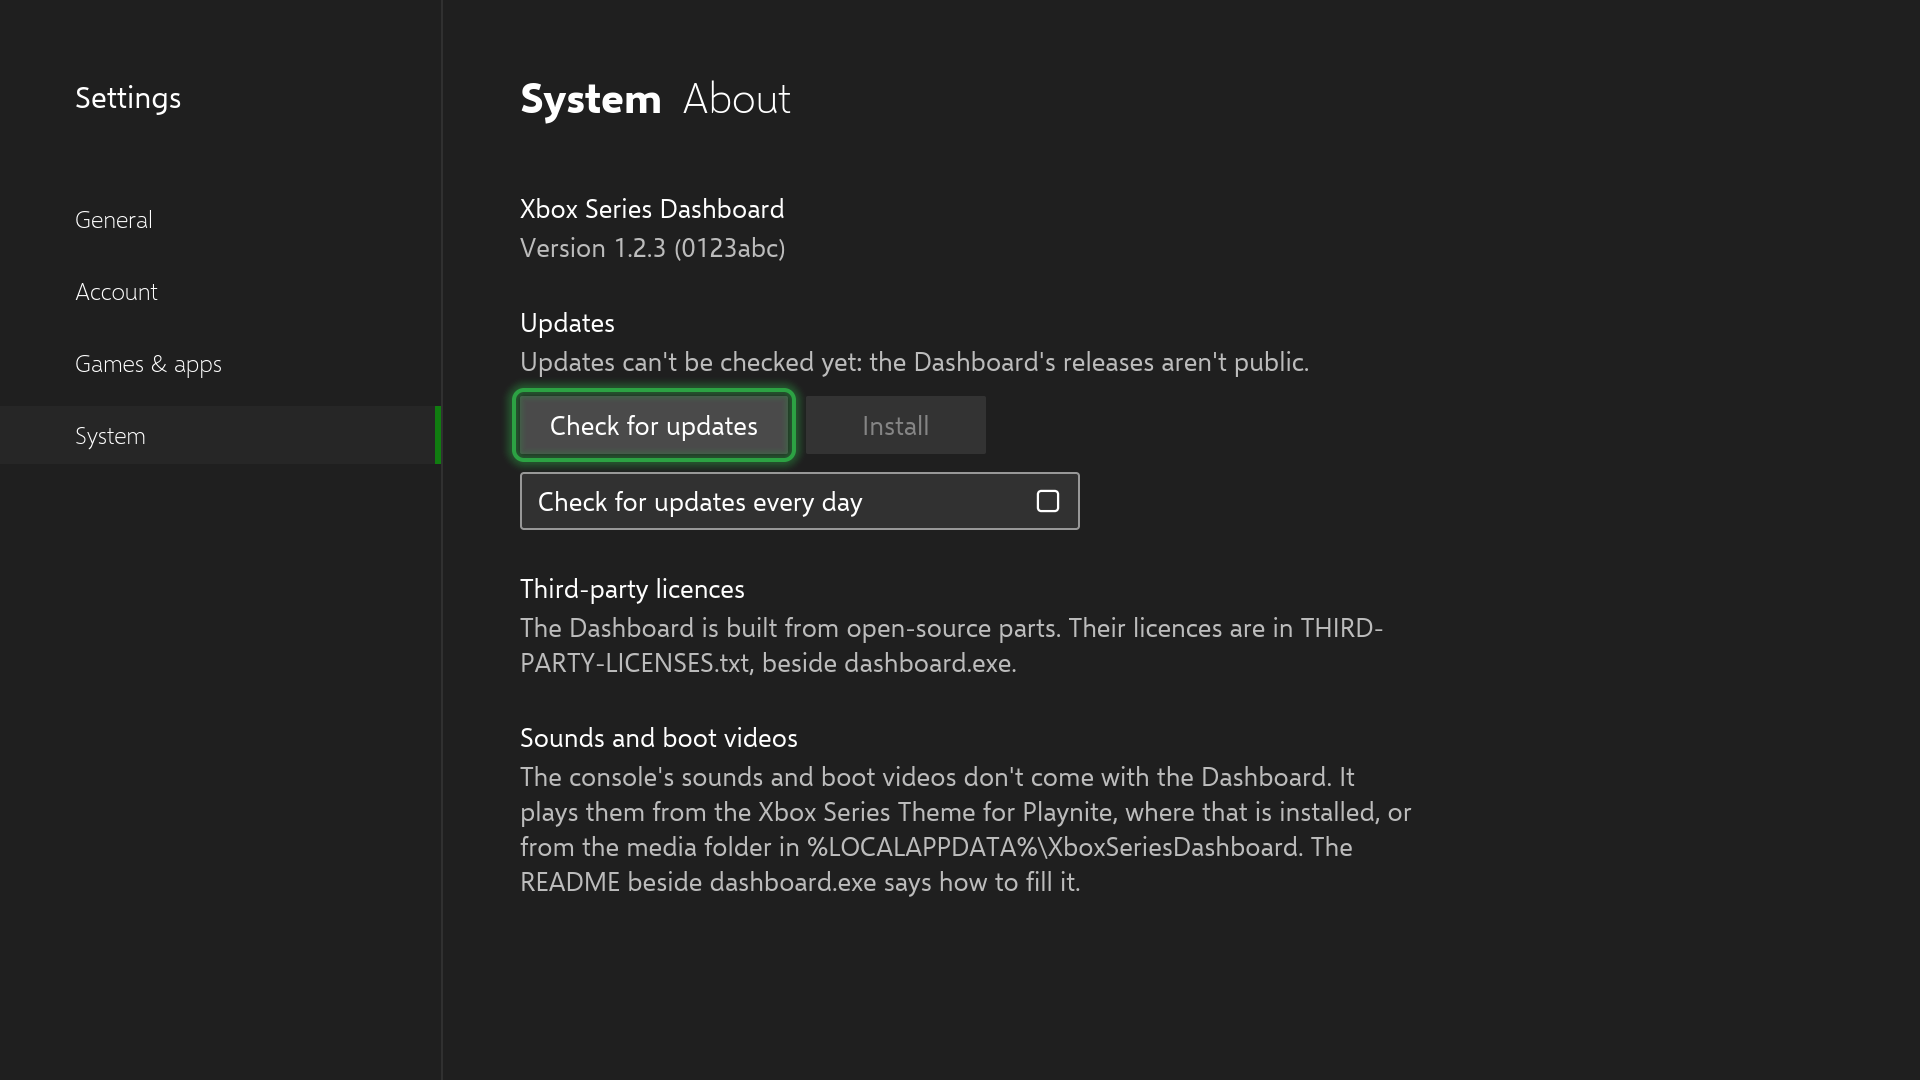 Settings
General
Account
Games & apps
System
System About
Xbox Series Dashboard
Version 1.2.3 (0123abc)
Updates
Updates can't be checked yet: the Dashboard's releases aren't public.
Check for updates
Install
Check for updates every day
Third-party licences
The Dashboard is built from open-source parts. Their licences are in THIRD-
PARTY-LICENSES.txt, beside dashboard.exe.
Sounds and boot videos
The console's sounds and boot videos don't come with the Dashboard. It
plays them from the Xbox Series Theme for Playnite, where that is installed, or
from the media folder in %LOCALAPPDATA%\XboxSeriesDashboard. The
README beside dashboard.exe says how to fill it.